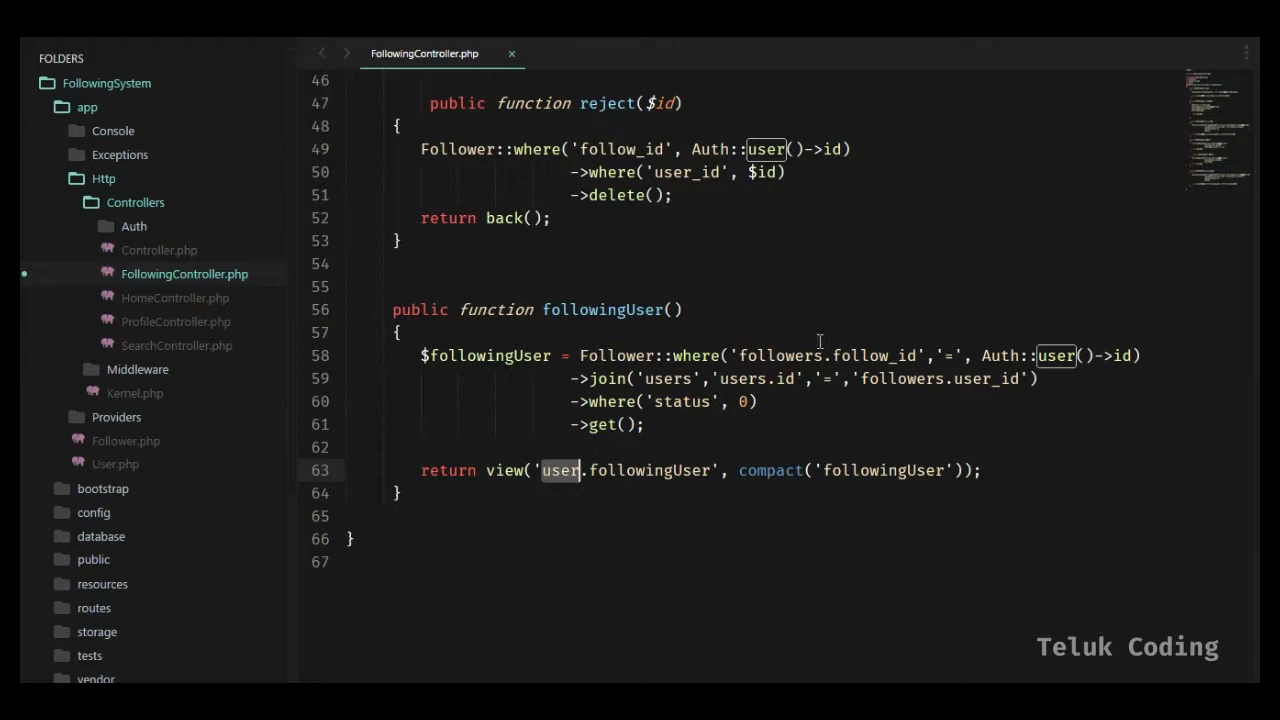 FOLDERS
FollowingSystem
app
Console
Exceptions
Http
Controllers
Auth
Controller.php
FollowingController.php
HomeController.php
ProfileController.php
SearchController.php
Middleware
Kernel.php
Providers
Follower.php
User.php
bootstrap
config
database
public
resources
routes
storage
tests
vendor
FollowingController.php ×
46
47 public function reject($id)
48 {
49 Follower::where('follow_id', Auth::user()->id)
50 ->where('user_id', $id)
51 ->delete();
52 return back();
53 }
54
55
56 public function followingUser()
57 {
58 $followingUser = Follower::where('followers.follow_id','=', Auth::user()->id)
59 ->join('users','users.id','=','followers.user_id')
60 ->where('status', 0)
61 ->get();
62
63 return view('user.followingUser', compact('followingUser'));
64 }
65
66 }
67
Teluk Coding